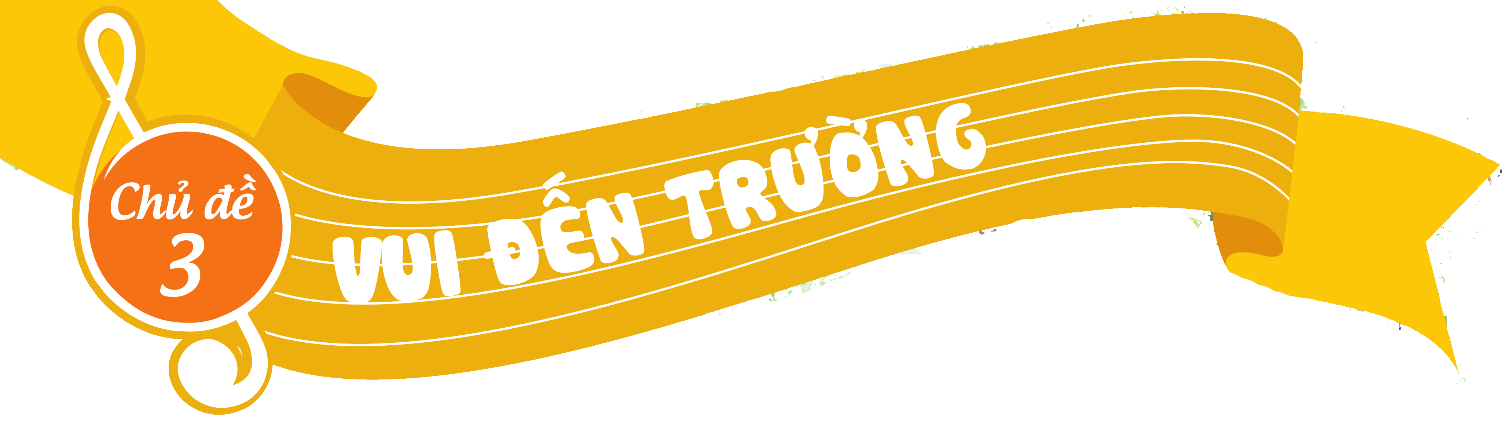 Chủ đề
3
VUI ĐẾN TRƯỜNG